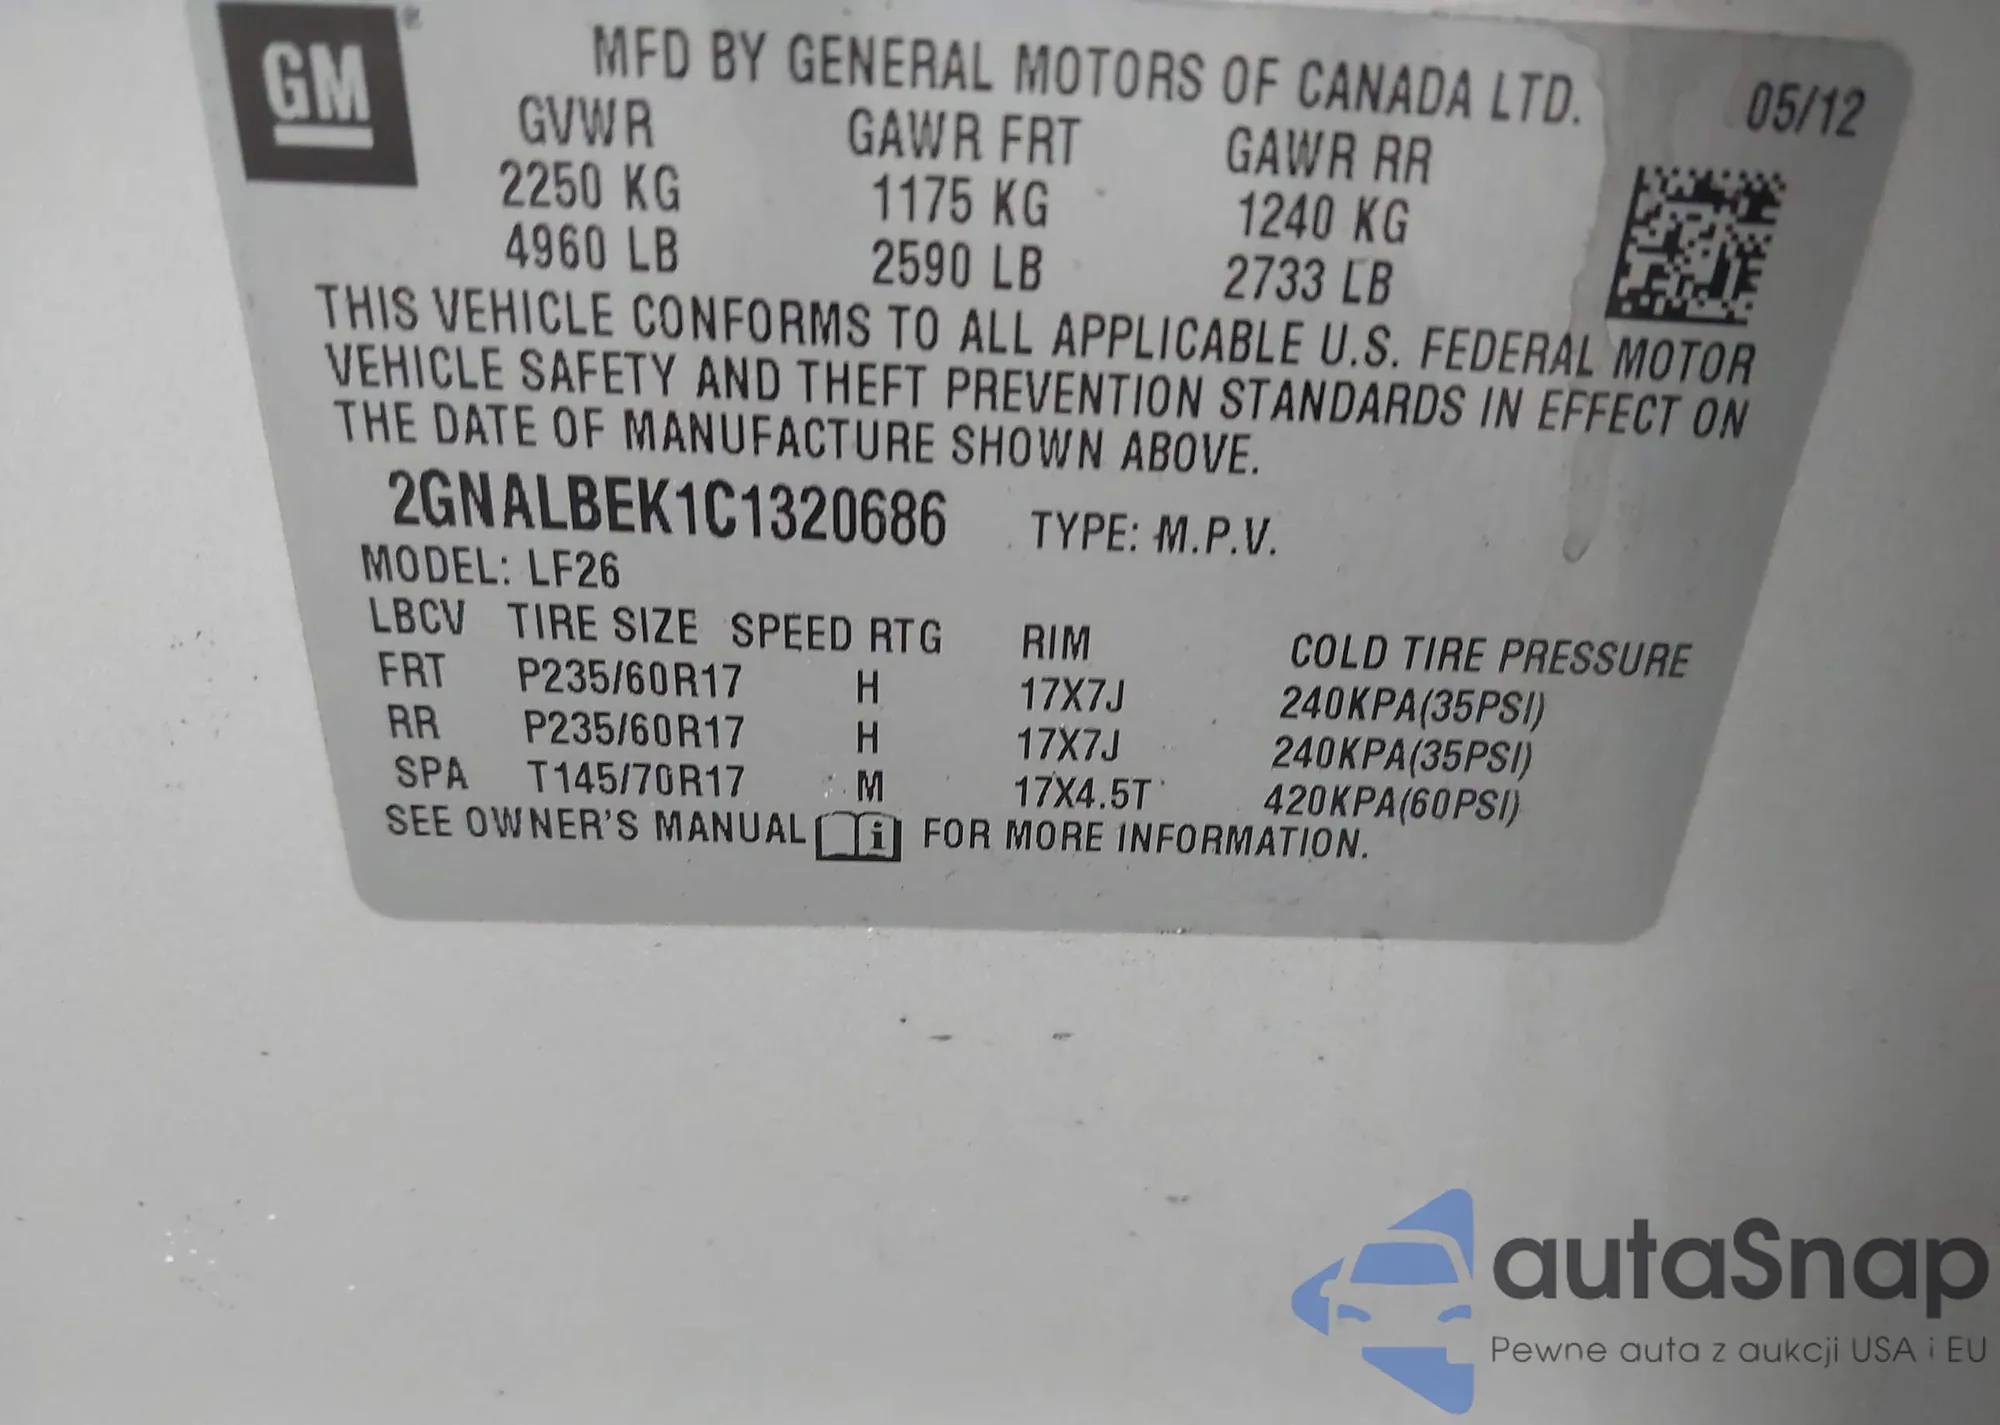 GM ®
MFD BY GENERAL MOTORS OF CANADA LTD.
05/12
GVWR GAWR FRT GAWR RR
2250 KG 1175 KG 1240 KG
4960 LB 2590 LB 2733 LB
THIS VEHICLE CONFORMS TO ALL APPLICABLE U.S. FEDERAL MOTOR
VEHICLE SAFETY AND THEFT PREVENTION STANDARDS IN EFFECT ON
THE DATE OF MANUFACTURE SHOWN ABOVE.
2GNALBEK1C1320686 TYPE: M.P.V.
MODEL: LF26
LBCV TIRE SIZE SPEED RTG RIM COLD TIRE PRESSURE
FRT P235/60R17 H 17X7J 240KPA(35PSI)
RR P235/60R17 H 17X7J 240KPA(35PSI)
SPA T145/70R17 M 17X4.5T 420KPA(60PSI)
SEE OWNER'S MANUAL i FOR MORE INFORMATION.
autaSnap
Pewne auta z aukcji USA i EU